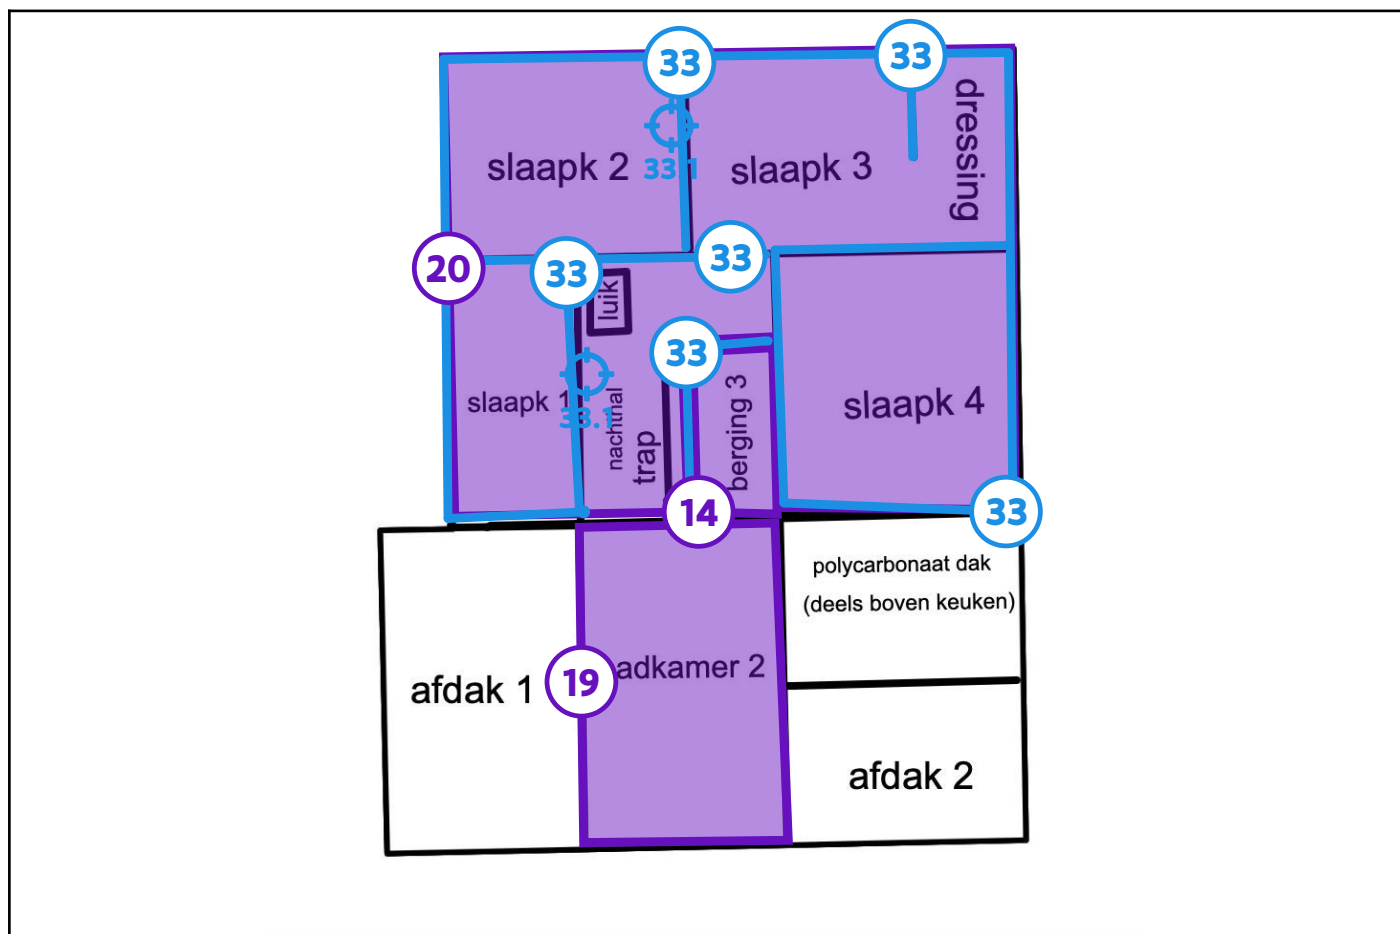 33
33
dressing
slaapk 2
33.1
slaapk 3
20
33
33
luik
33
slaapk 1
33.1
nachthal
trap
berging 3
slaapk 4
14
33
polycarbonaat dak
(deels boven keuken)
afdak 1
19
adkamer 2
afdak 2